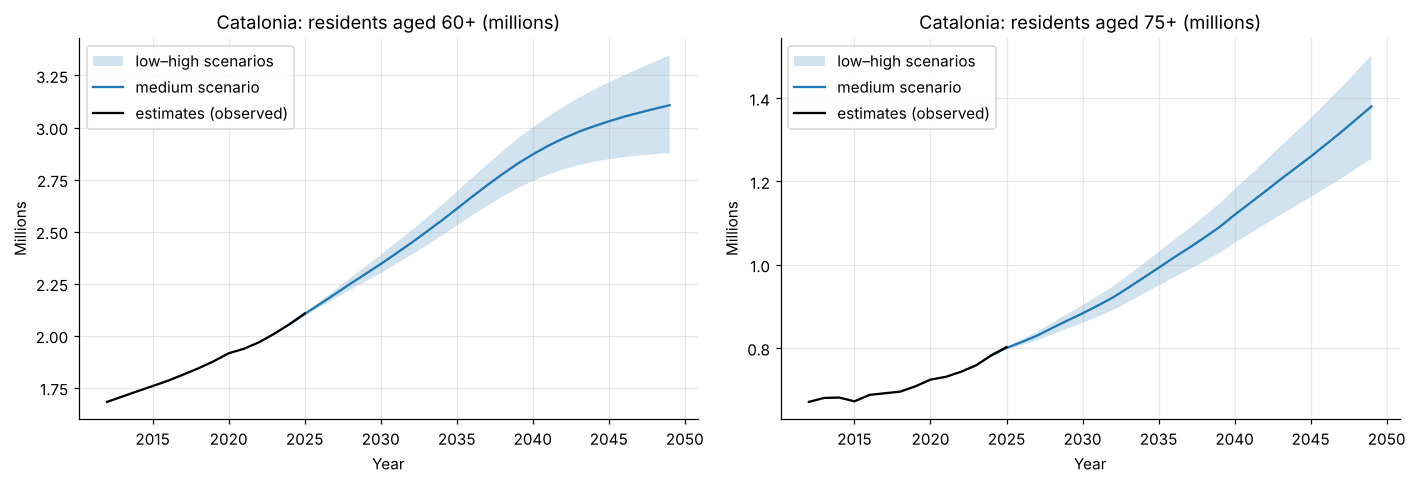 Catalonia: residents aged 60+ (millions)
low–high scenarios
medium scenario
estimates (observed)
Millions
3.25
3.00
2.75
2.50
2.25
2.00
1.75
2015 2020 2025 2030 2035 2040 2045 2050
Year
Catalonia: residents aged 75+ (millions)
low–high scenarios
medium scenario
estimates (observed)
Millions
1.4
1.2
1.0
0.8
2015 2020 2025 2030 2035 2040 2045 2050
Year